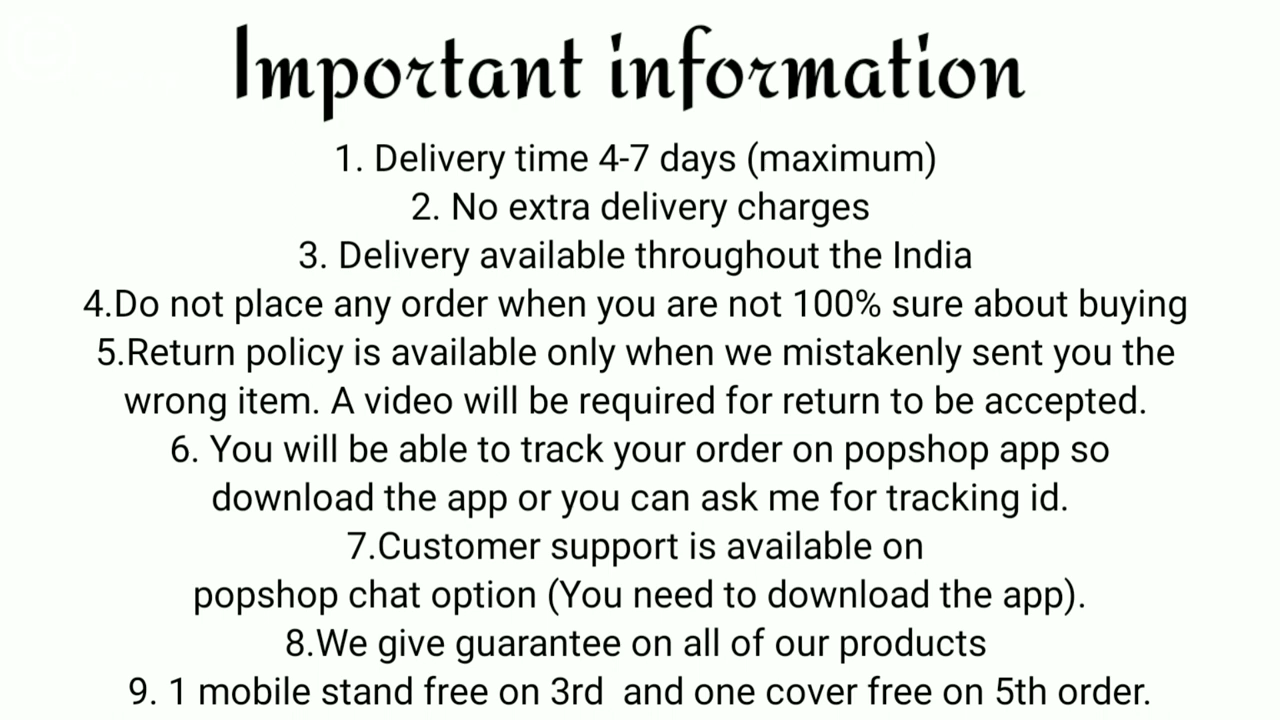 Important information
1. Delivery time 4-7 days (maximum)
2. No extra delivery charges
3. Delivery available throughout the India
4.Do not place any order when you are not 100% sure about buying
5.Return policy is available only when we mistakenly sent you the
wrong item. A video will be required for return to be accepted.
6. You will be able to track your order on popshop app so
download the app or you can ask me for tracking id.
7.Customer support is available on
popshop chat option (You need to download the app).
8.We give guarantee on all of our products
9. 1 mobile stand free on 3rd  and one cover free on 5th order.